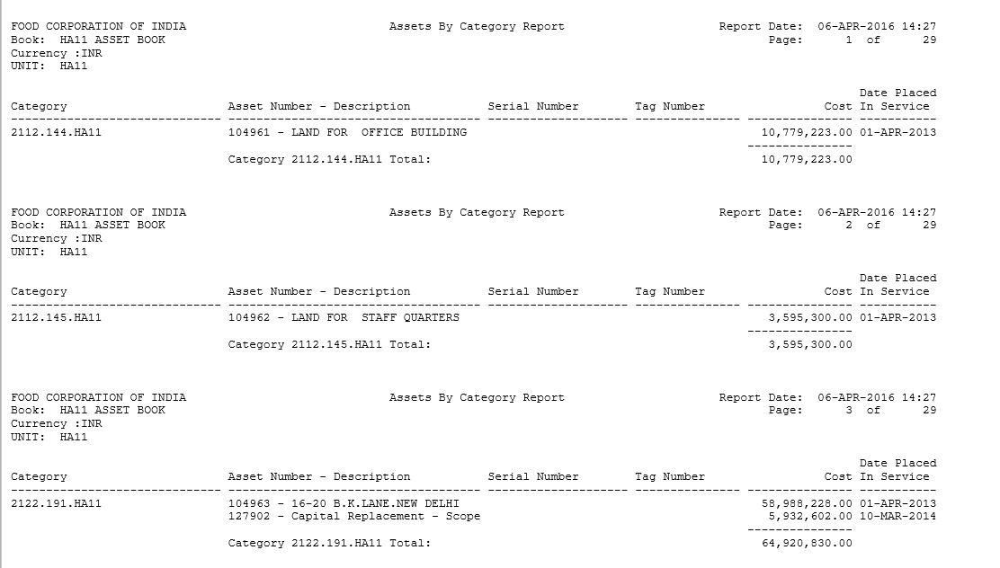 FOOD CORPORATION OF INDIA                             Assets By Category Report                      Report Date:  06-APR-2016 14:27
Book:  HA11 ASSET BOOK                                                                                      Page:      1  of      29
Currency :INR
UNIT:  HA11
                                                                                                                         Date Placed
Category                       Asset Number - Description           Serial Number        Tag Number                 Cost In Service
------------------------------ ------------------------------------ -------------------- --------------- --------------- -----------
2112.144.HA11                  104961 - LAND FOR  OFFICE BUILDING                                          10,779,223.00 01-APR-2013
                                                                                                         ---------------
                               Category 2112.144.HA11 Total:                                               10,779,223.00
FOOD CORPORATION OF INDIA                             Assets By Category Report                      Report Date:  06-APR-2016 14:27
Book:  HA11 ASSET BOOK                                                                                      Page:      2  of      29
Currency :INR
UNIT:  HA11
                                                                                                                         Date Placed
Category                       Asset Number - Description           Serial Number        Tag Number                 Cost In Service
------------------------------ ------------------------------------ -------------------- --------------- --------------- -----------
2112.145.HA11                  104962 - LAND FOR  STAFF QUARTERS                                            3,595,300.00 01-APR-2013
                                                                                                         ---------------
                               Category 2112.145.HA11 Total:                                                3,595,300.00
FOOD CORPORATION OF INDIA                             Assets By Category Report                      Report Date:  06-APR-2016 14:27
Book:  HA11 ASSET BOOK                                                                                      Page:      3  of      29
Currency :INR
UNIT:  HA11
                                                                                                                         Date Placed
Category                       Asset Number - Description           Serial Number        Tag Number                 Cost In Service
------------------------------ ------------------------------------ -------------------- --------------- --------------- -----------
2122.191.HA11                  104963 - 16-20 B.K.LANE.NEW DELHI                                           58,988,228.00 01-APR-2013
                               127902 - Capital Replacement - Scope                                         5,932,602.00 10-MAR-2014
                                                                                                         ---------------
                               Category 2122.191.HA11 Total:                                               64,920,830.00